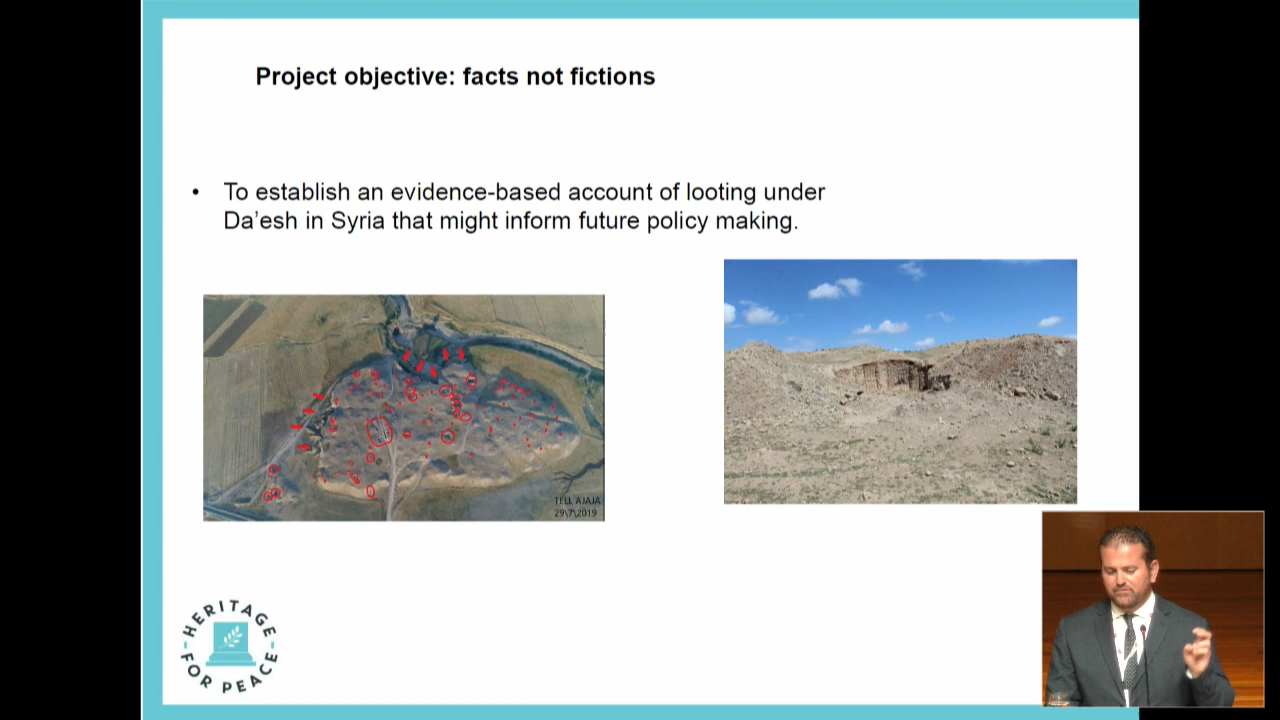 Project objective: facts not fictions
• To establish an evidence-based account of looting under
Da’esh in Syria that might inform future policy making.
TELL AJAJA
29\7\2019
HERITAGE
FOR PEACE